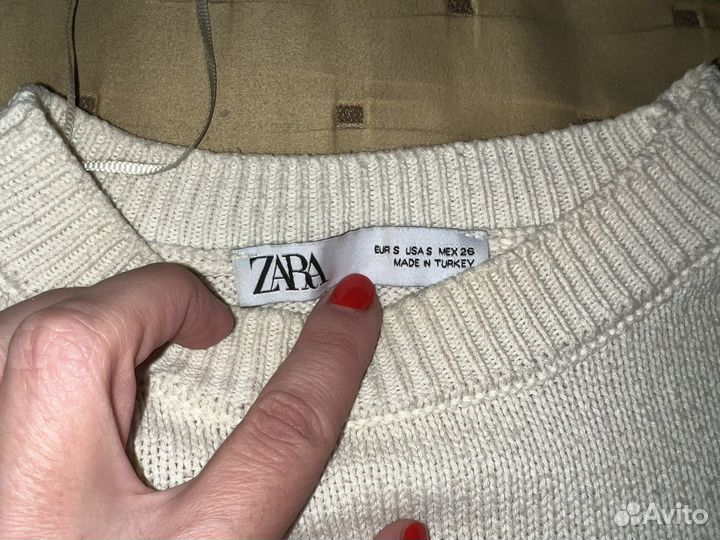 ZARA
EUR S USA S MEX 26
MADE IN TURKEY
Avito